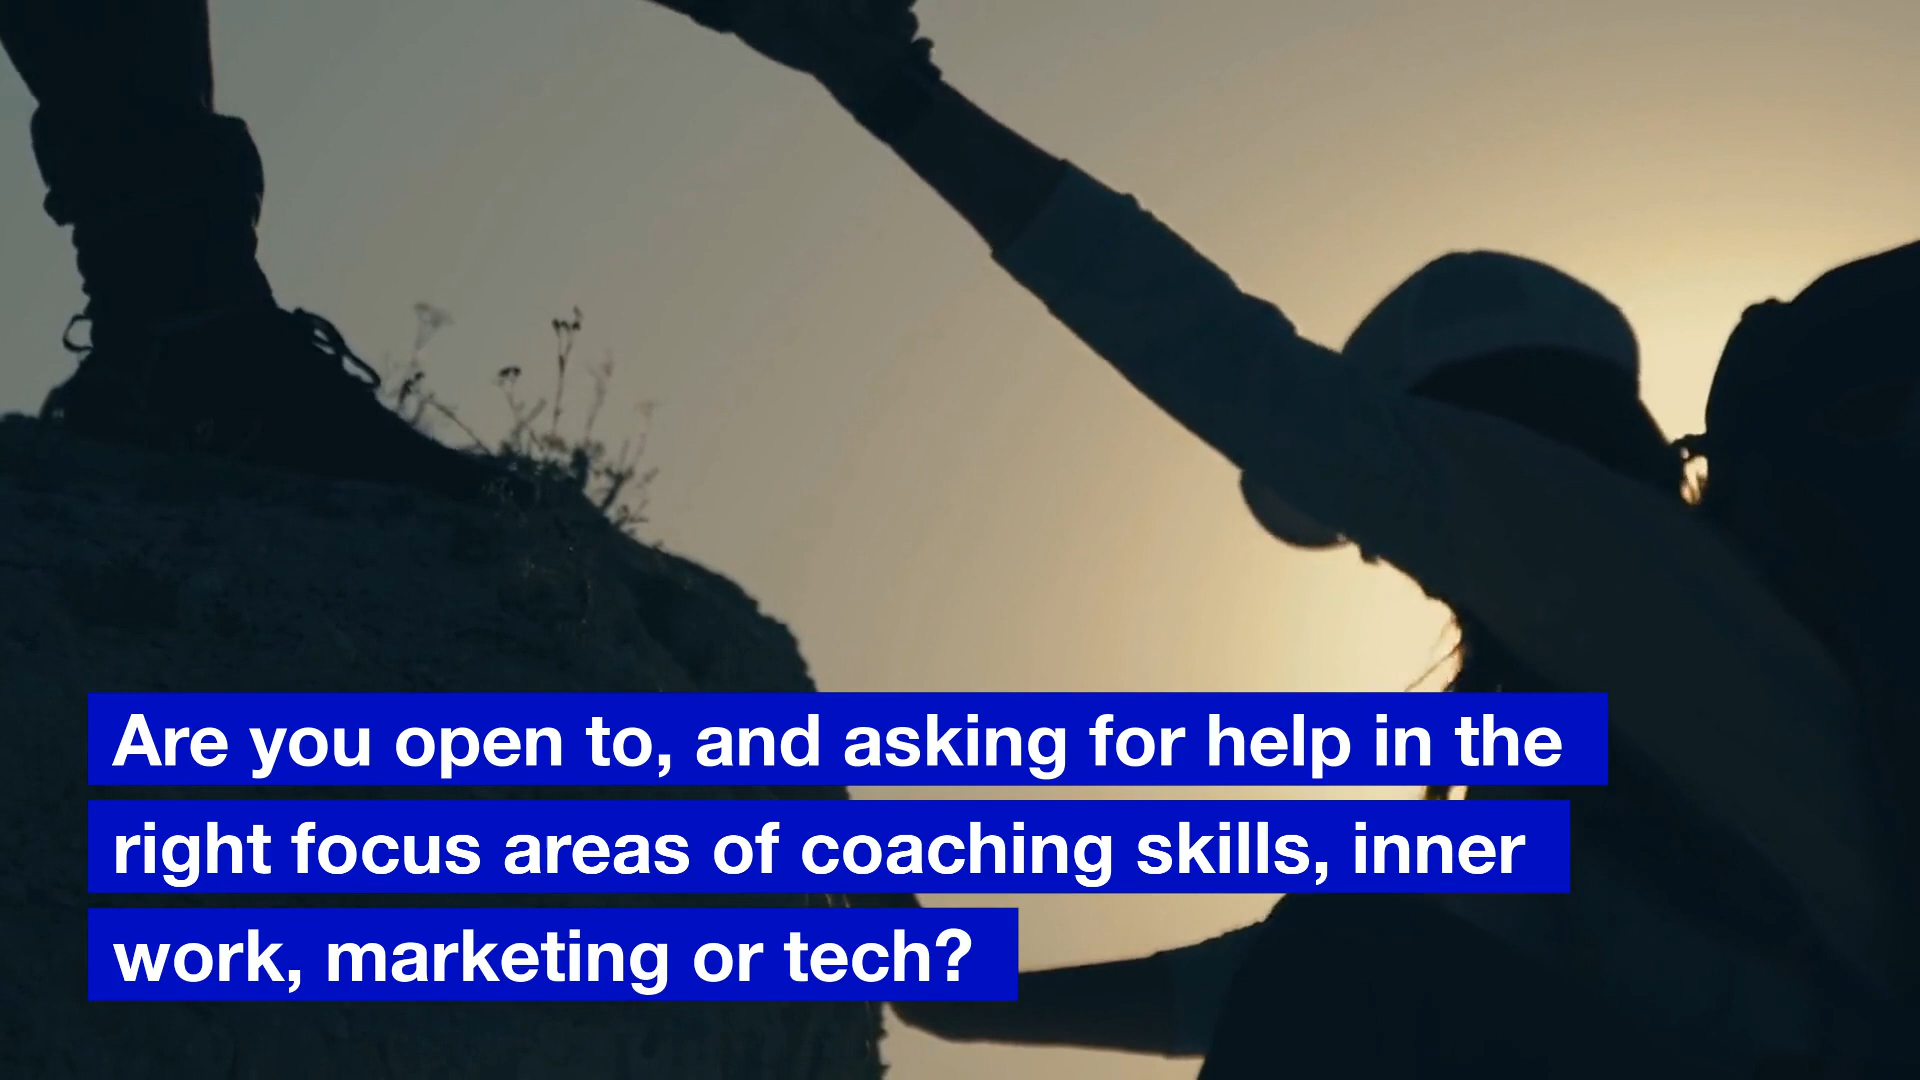 Are you open to, and asking for help in the
right focus areas of coaching skills, inner
work, marketing or tech?